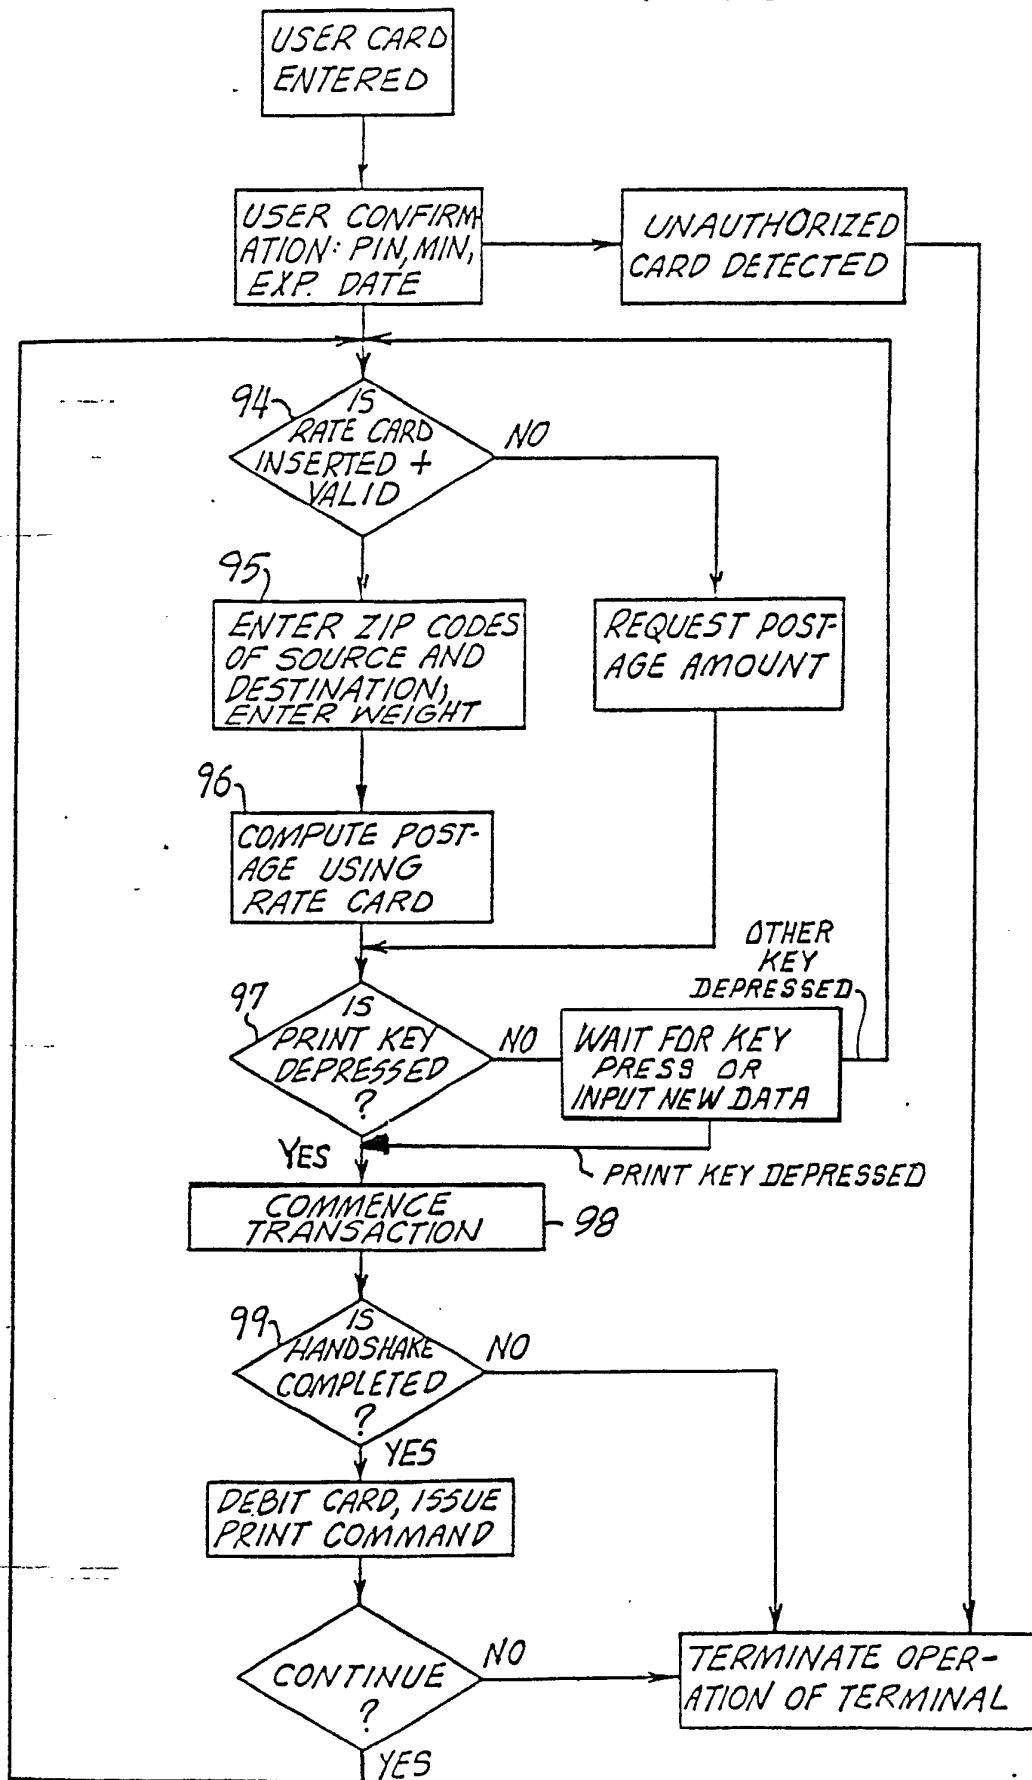 USER CARD
ENTERED
USER CONFIRM-
ATION: PIN, MIN,
EXP. DATE
UNAUTHORIZED
CARD DETECTED
94
IS
RATE CARD
INSERTED +
VALID
NO
95
ENTER ZIP CODES
OF SOURCE AND
DESTINATION,
ENTER WEIGHT
REQUEST POST-
AGE AMOUNT
96
COMPUTE POST-
AGE USING
RATE CARD
OTHER
KEY
DEPRESSED
97
IS
PRINT KEY
DEPRESSED
?
NO
WAIT FOR KEY
PRESS OR
INPUT NEW DATA
YES
PRINT KEY DEPRESSED
COMMENCE
TRANSACTION
98
99
IS
HANDSHAKE
COMPLETED
?
NO
YES
DEBIT CARD, ISSUE
PRINT COMMAND
CONTINUE
?
NO
TERMINATE OPER-
ATION OF TERMINAL
YES